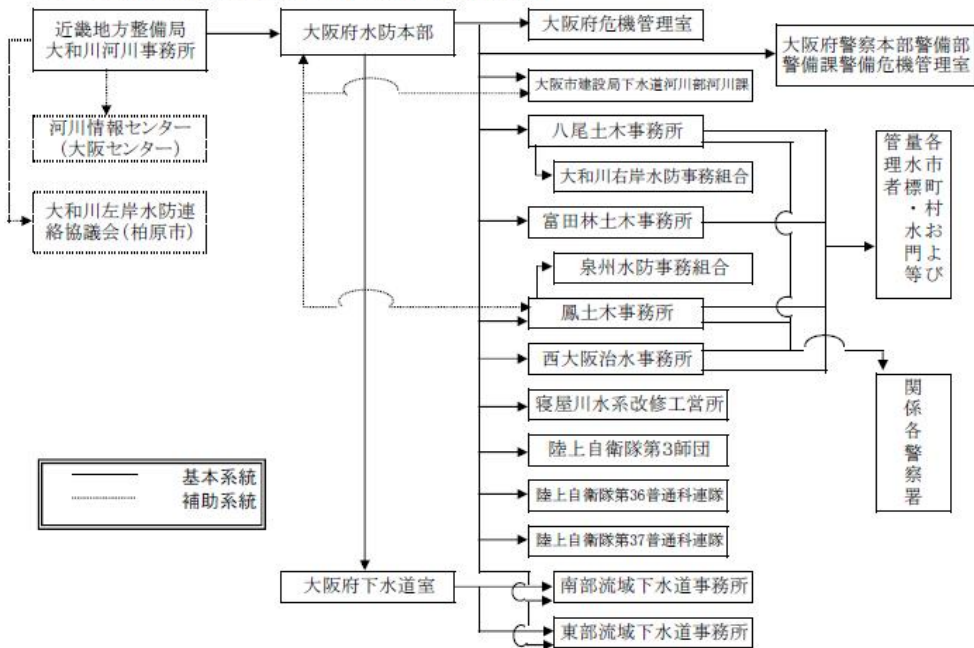 近畿地方整備局
大和川河川事務所
河川情報センター
(大阪センター)
大和川左岸水防連
絡協議会(柏原市)
大阪府水防本部
大阪府下水道室
大阪府危機管理室
大阪府警察本部警備部
警備課警備危機管理室
大阪市建設局下水道河川部河川課
八尾土木事務所
大和川右岸水防事務組合
富田林土木事務所
泉州水防事務組合
鳳土木事務所
西大阪治水事務所
寝屋川水系改修工営所
陸上自衛隊第3師団
陸上自衛隊第36普通科連隊
陸上自衛隊第37普通科連隊
南部流域下水道事務所
東部流域下水道事務所
各市町村および
量水標・水門等
管理者
関係各警察署
基本系統
補助系統